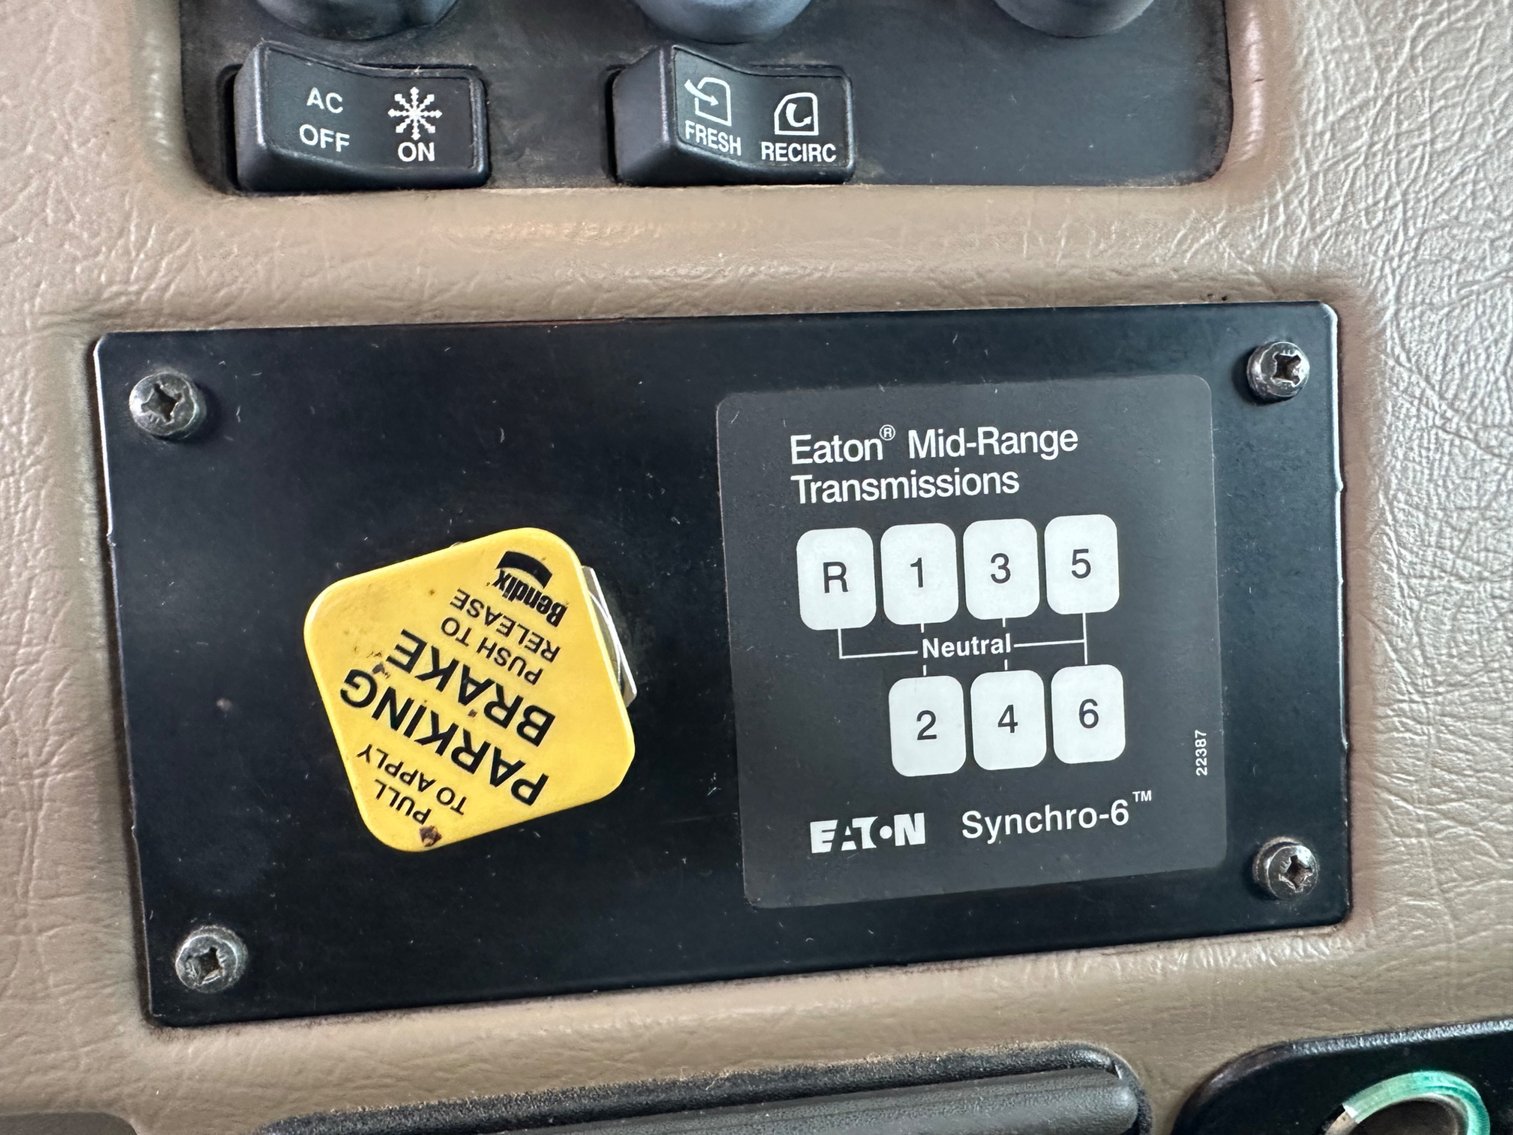 AC
OFF
ON
FRESH
RECIRC
Eaton® Mid-Range
Transmissions
R 1 3 5
Neutral
2 4 6
22387
EATON Synchro-6™
PULL
TO APPLY
PARKING
BRAKE
PUSH TO
RELEASE
Bendix